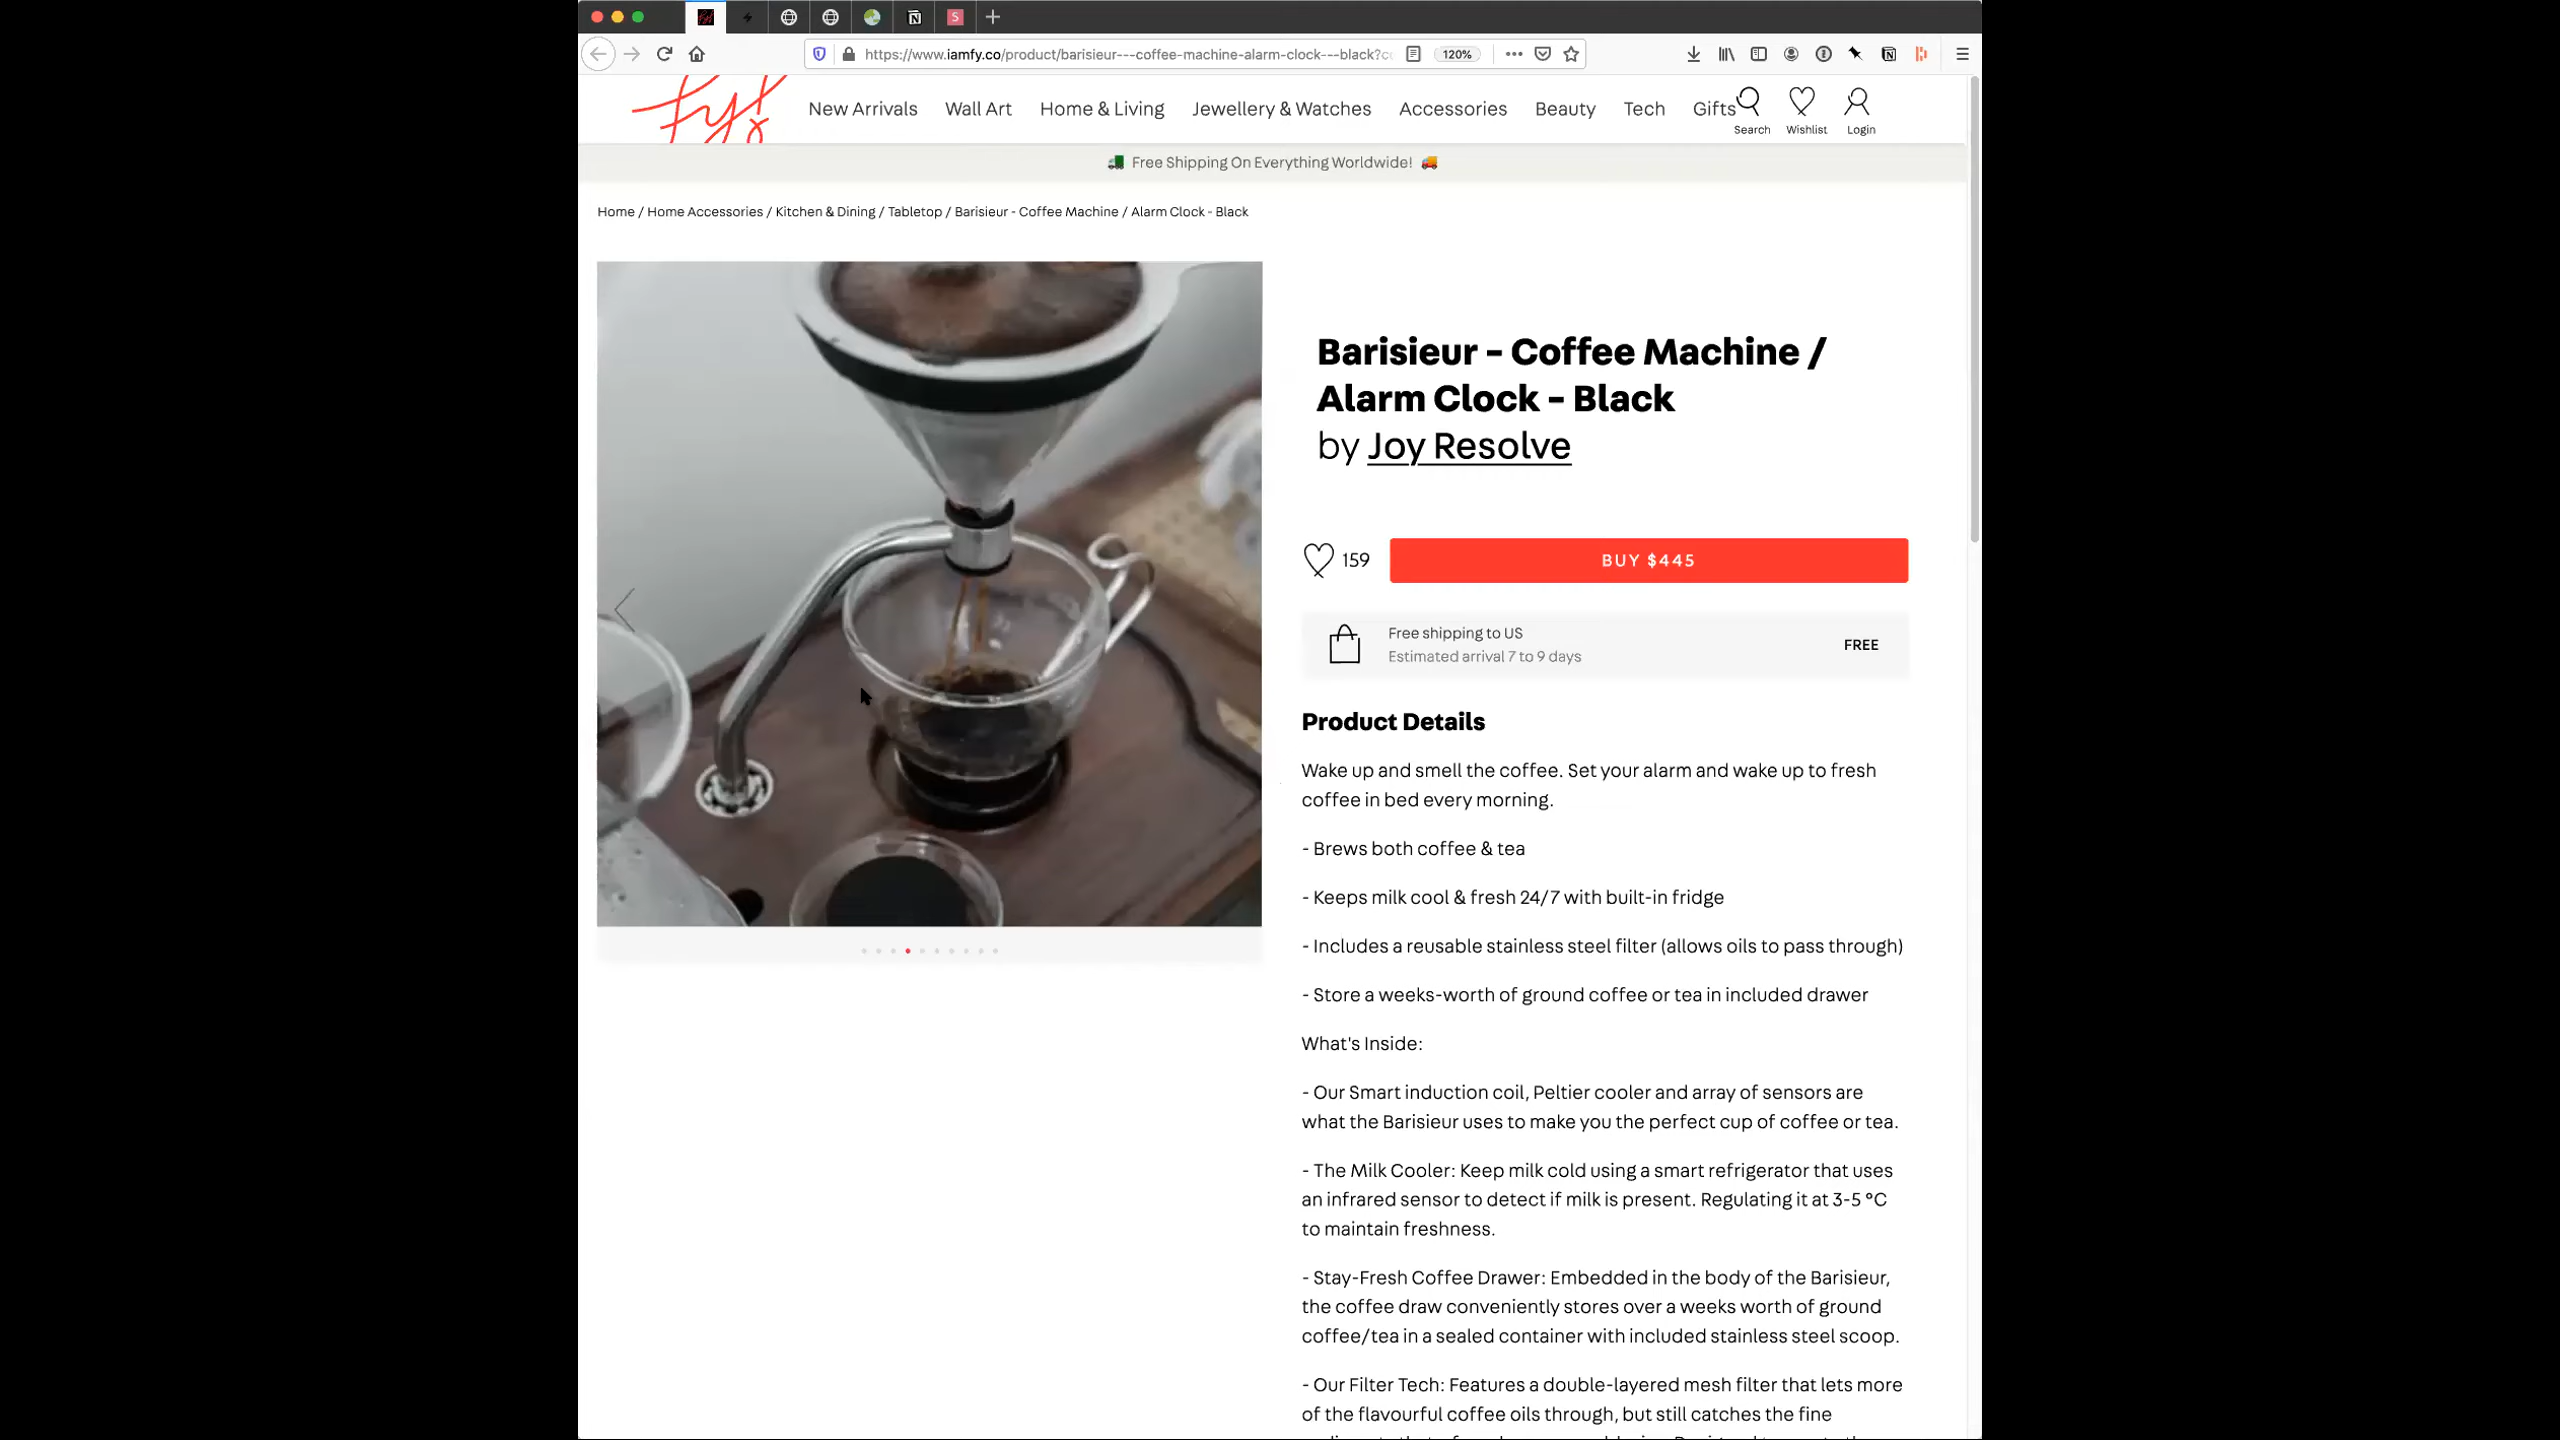 S
https://www.iamfy.co/product/barisieur---coffee-machine-alarm-clock---black?c
120%
fy!
New Arrivals Wall Art Home & Living Jewellery & Watches Accessories Beauty Tech Gifts
Search Wishlist Login
Free Shipping On Everything Worldwide!
Home / Home Accessories / Kitchen & Dining / Tabletop / Barisieur - Coffee Machine / Alarm Clock - Black
Barisieur - Coffee Machine /
Alarm Clock - Black
by Joy Resolve
159
BUY $445
Free shipping to US
Estimated arrival 7 to 9 days
FREE
Product Details
Wake up and smell the coffee. Set your alarm and wake up to fresh
coffee in bed every morning.
- Brews both coffee & tea
- Keeps milk cool & fresh 24/7 with built-in fridge
- Includes a reusable stainless steel filter (allows oils to pass through)
- Store a weeks-worth of ground coffee or tea in included drawer
What's Inside:
- Our Smart induction coil, Peltier cooler and array of sensors are
what the Barisieur uses to make you the perfect cup of coffee or tea.
- The Milk Cooler: Keep milk cold using a smart refrigerator that uses
an infrared sensor to detect if milk is present. Regulating it at 3-5 °C
to maintain freshness.
- Stay-Fresh Coffee Drawer: Embedded in the body of the Barisieur,
the coffee draw conveniently stores over a weeks worth of ground
coffee/tea in a sealed container with included stainless steel scoop.
- Our Filter Tech: Features a double-layered mesh filter that lets more
of the flavourful coffee oils through, but still catches the fine